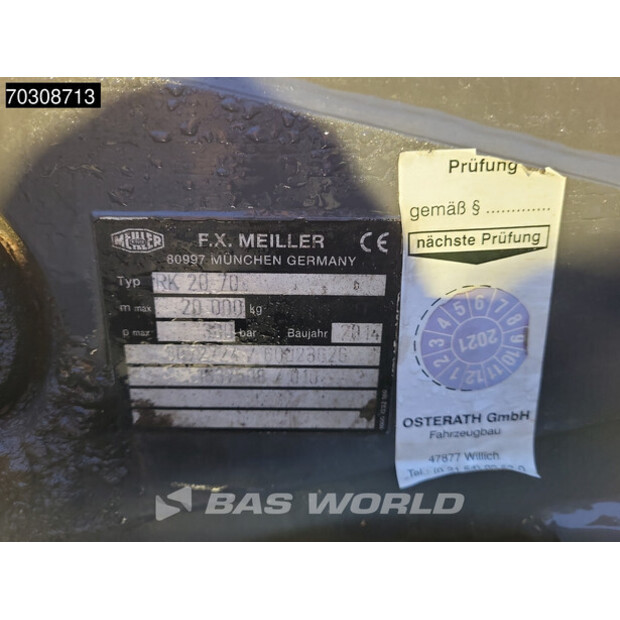 70308713
MEILLER
F.X. MEILLER
CE
80997 MÜNCHEN GERMANY
Typ RK 20.70
m max 20 000 kg
p max bar Baujahr 2014
Prüfung
gemäß § ...............
nächste Prüfung
1 2 3 4 5 6 7 8 9 10 11 12
2021
OSTERATH GmbH
Fahrzeugbau
47877 Willich
BAS WORLD